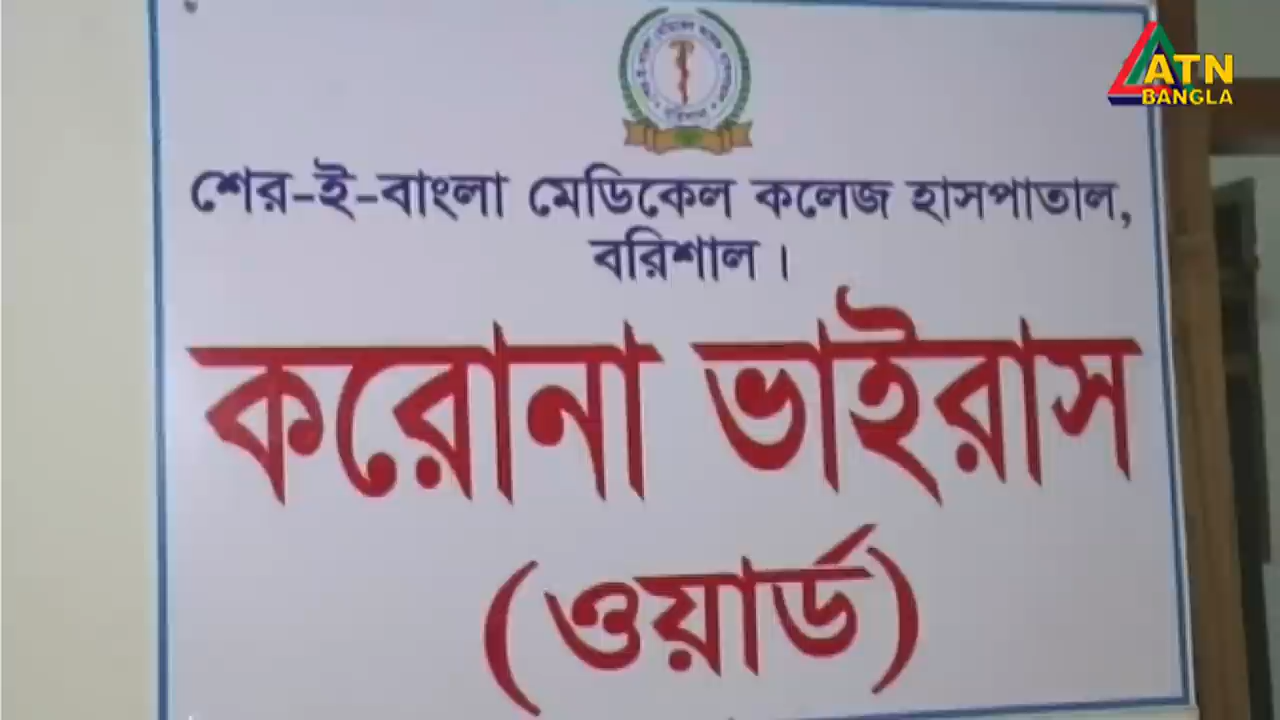 ATN
BANGLA
শের-ই-বাংলা মেডিকেল কলেজ হাসপাতাল,
বরিশাল।
করোনা ভাইরাস
(ওয়ার্ড)